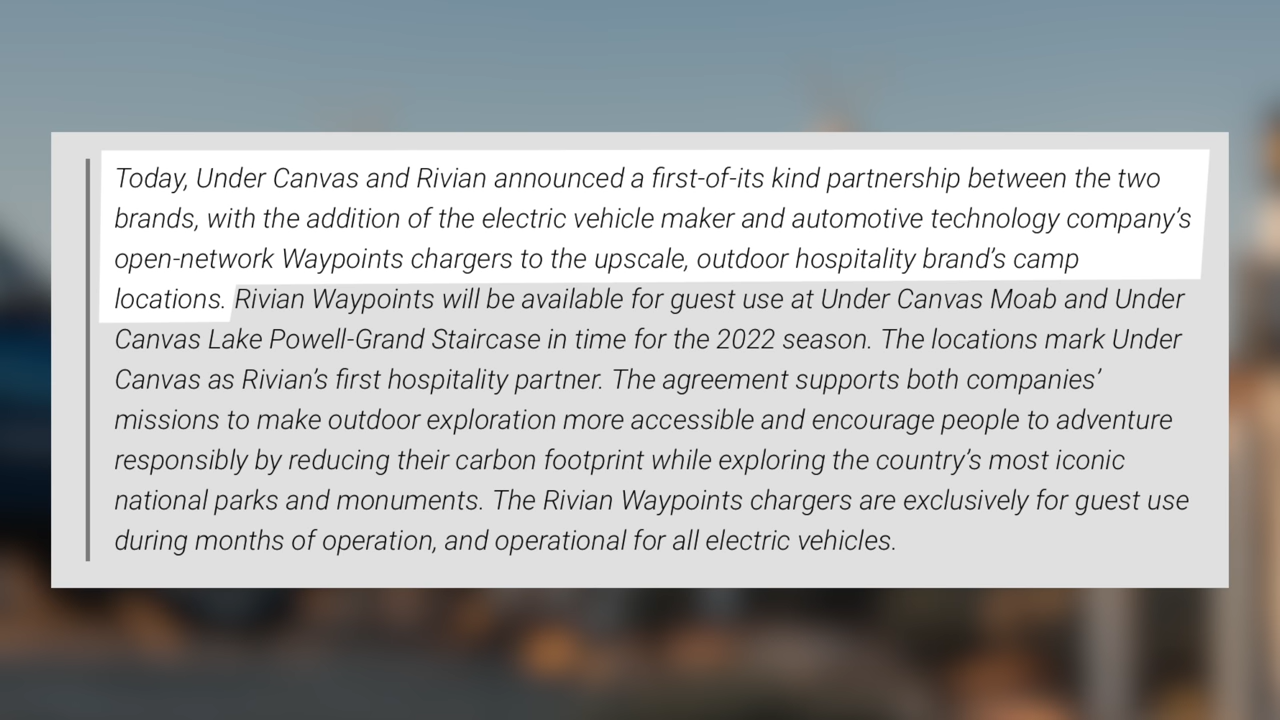 Today, Under Canvas and Rivian announced a first-of-its kind partnership between the two
brands, with the addition of the electric vehicle maker and automotive technology company’s
open-network Waypoints chargers to the upscale, outdoor hospitality brand’s camp
locations. Rivian Waypoints will be available for guest use at Under Canvas Moab and Under
Canvas Lake Powell-Grand Staircase in time for the 2022 season. The locations mark Under
Canvas as Rivian’s first hospitality partner. The agreement supports both companies’
missions to make outdoor exploration more accessible and encourage people to adventure
responsibly by reducing their carbon footprint while exploring the country’s most iconic
national parks and monuments. The Rivian Waypoints chargers are exclusively for guest use
during months of operation, and operational for all electric vehicles.